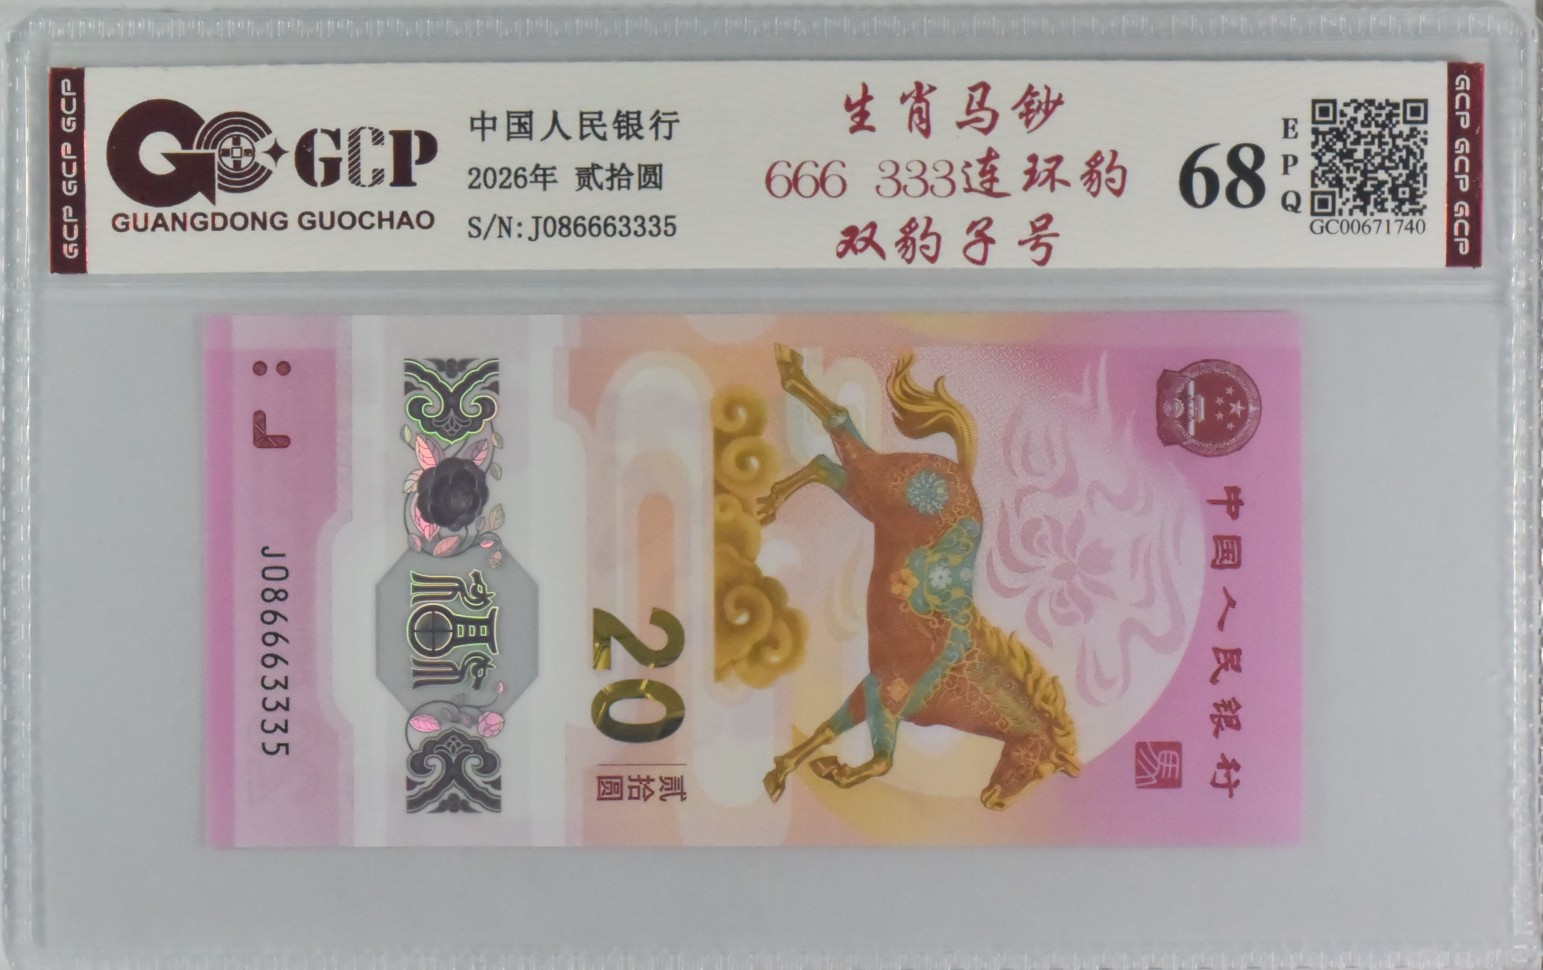 GCP GCP GCP
GCP
GUANGDONG GUOCHAO
中国人民银行
2026年 贰拾圆
S/N:J086663335
生肖马钞
666 333连环豹
双豹子号
68
EPQ
GC00671740
GCP GCP GCP
J086663335
20
贰拾圆
中国人民银行